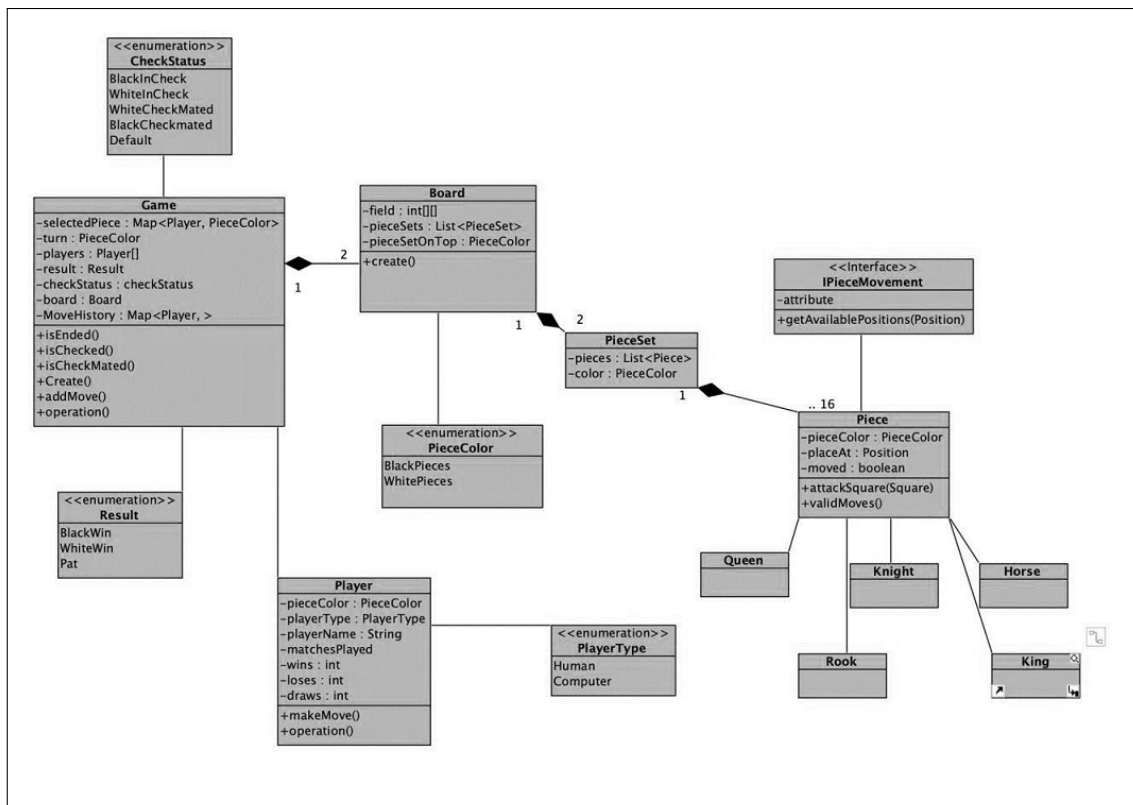 <<enumeration>>
CheckStatus
BlackInCheck
WhiteInCheck
WhiteCheckMated
BlackCheckmated
Default
Game
-selectedPiece : Map<Player, PieceColor>
-turn : PieceColor
-players : Player[]
-result : Result
-checkStatus : checkStatus
-board : Board
-MoveHistory : Map<Player, >
+isEnded()
+isChecked()
+isCheckMated()
+Create()
+addMove()
+operation()
1
2
Board
-field : int[][]
-pieceSets : List<PieceSet>
-pieceSetOnTop : PieceColor
+create()
1
2
PieceSet
-pieces : List<Piece>
-color : PieceColor
1
.. 16
<<Interface>>
IPieceMovement
-attribute
+getAvailablePositions(Position)
Piece
-pieceColor : PieceColor
-placeAt : Position
-moved : boolean
+attackSquare(Square)
+validMoves()
<<enumeration>>
PieceColor
BlackPieces
WhitePieces
<<enumeration>>
Result
BlackWin
WhiteWin
Pat
Player
-pieceColor : PieceColor
-playerType : PlayerType
-playerName : String
-matchesPlayed
-wins : int
-loses : int
-draws : int
+makeMove()
+operation()
<<enumeration>>
PlayerType
Human
Computer
Queen
Knight
Horse
Rook
King